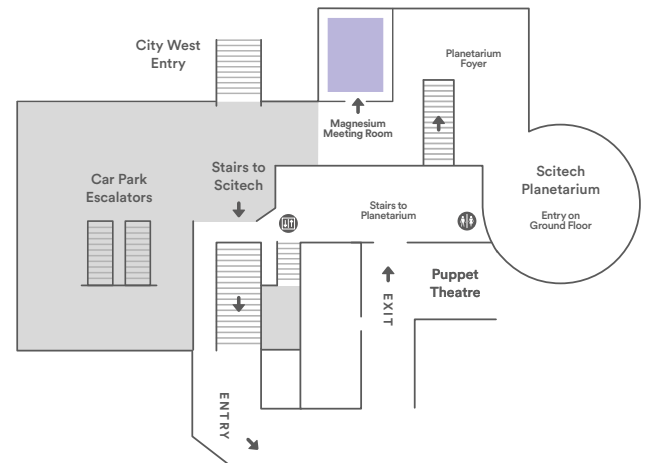 City West
Entry
Planetarium
Foyer
Magnesium
Meeting Room
Car Park
Escalators
Stairs to
Scitech
Stairs to
Planetarium
Scitech
Planetarium
Entry on
Ground Floor
Puppet
Theatre
EXIT
ENTRY